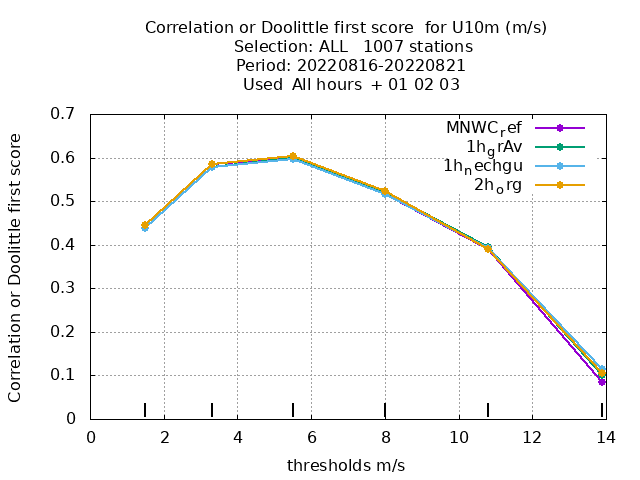 Correlation or Doolittle first score  for U10m (m/s)
Selection: ALL   1007 stations
Period: 20220816-20220821
Used  All hours  + 01 02 03
MNWC_ref
1h_grAv
1h_nechgu
2h_org
Correlation or Doolittle first score
0.7
0.6
0.5
0.4
0.3
0.2
0.1
0
0 2 4 6 8 10 12 14
thresholds m/s